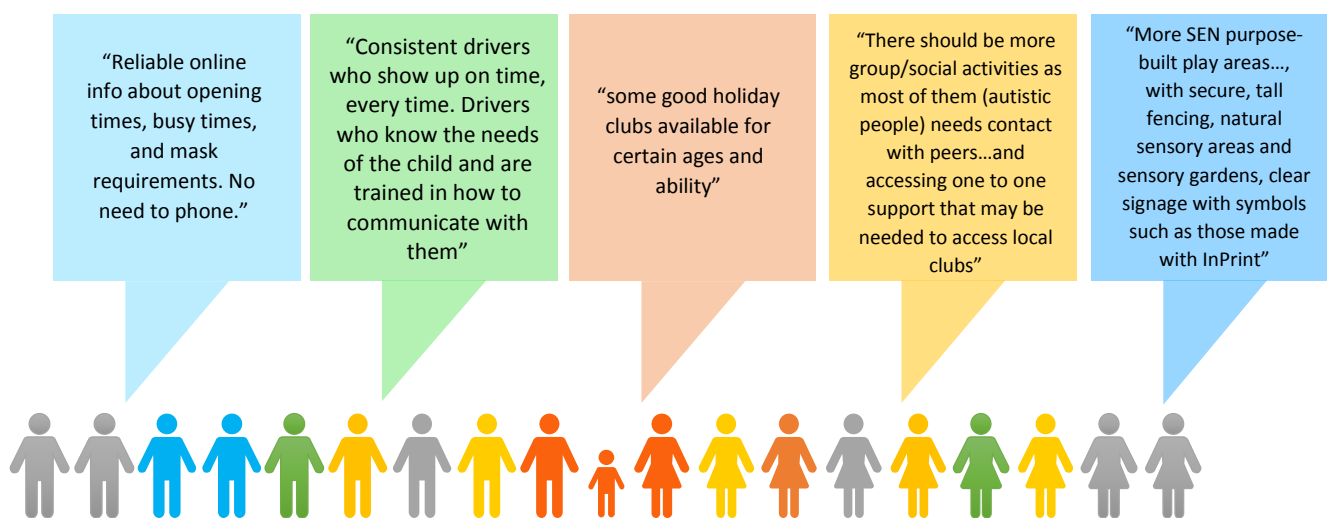 “Reliable online
info about opening
times, busy times,
and mask
requirements. No
need to phone.”
“Consistent drivers
who show up on time,
every time. Drivers
who know the needs
of the child and are
trained in how to
communicate with
them”
“some good holiday
clubs available for
certain ages and
ability”
“There should be more
group/social activities as
most of them (autistic
people) needs contact
with peers…and
accessing one to one
support that may be
needed to access local
clubs”
“More SEN purpose-
built play areas…,
with secure, tall
fencing, natural
sensory areas and
sensory gardens, clear
signage with symbols
such as those made
with InPrint”